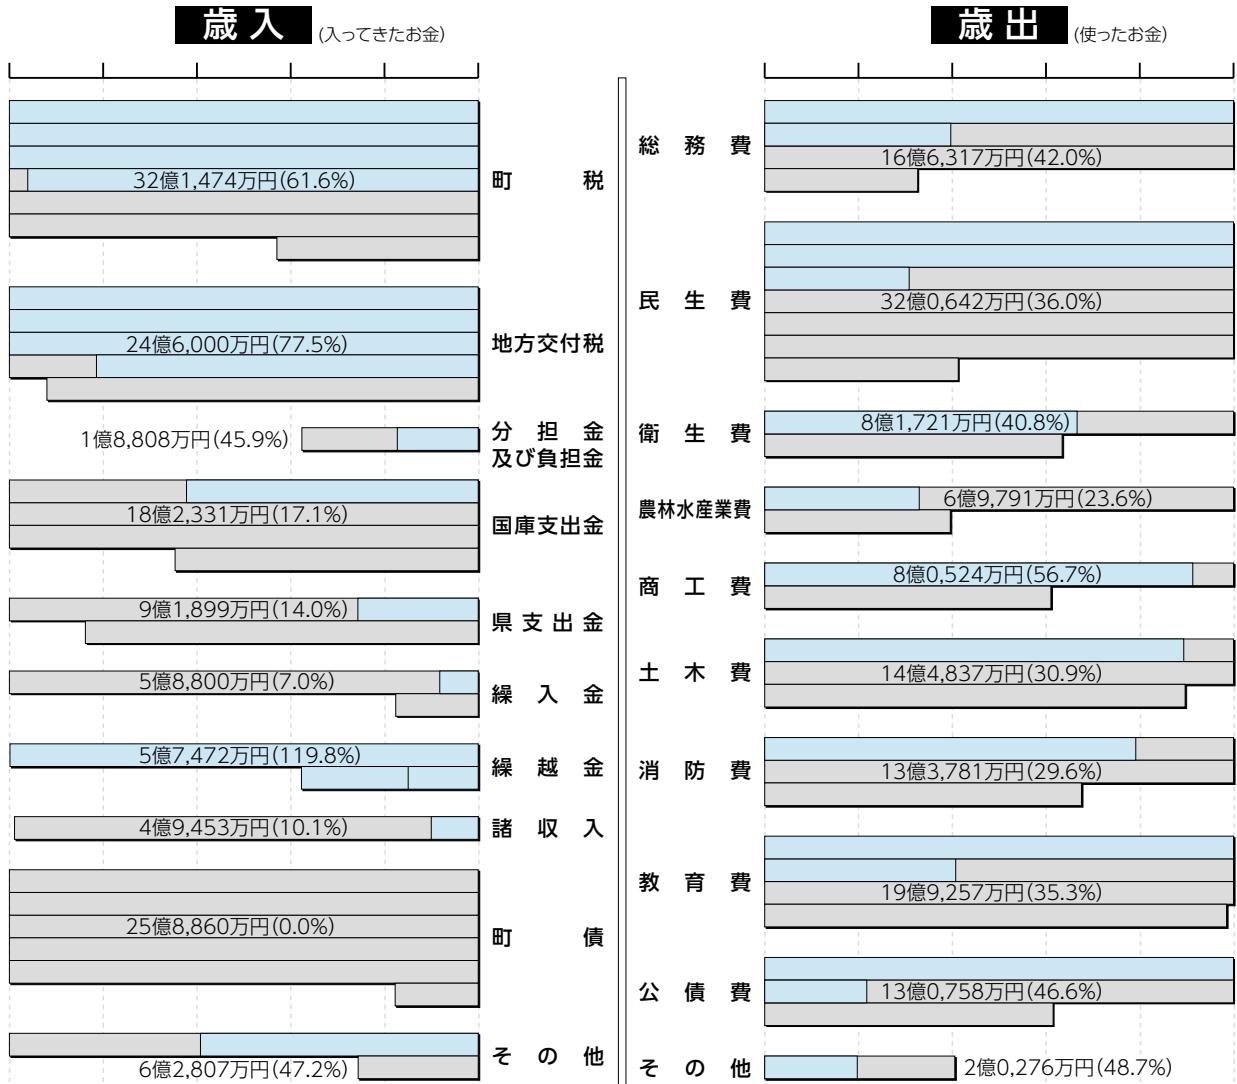 歳入 (入ってきたお金)
32億1,474万円(61.6%) 町税
24億6,000万円(77.5%) 地方交付税
1億8,808万円(45.9%) 分担金
及び負担金
18億2,331万円(17.1%) 国庫支出金
9億1,899万円(14.0%) 県支出金
5億8,800万円(7.0%) 繰入金
5億7,472万円(119.8%) 繰越金
4億9,453万円(10.1%) 諸収入
25億8,860万円(0.0%) 町債
6億2,807万円(47.2%) その他
歳出 (使ったお金)
総務費 16億6,317万円(42.0%)
民生費 32億0,642万円(36.0%)
衛生費 8億1,721万円(40.8%)
農林水産業費 6億9,791万円(23.6%)
商工費 8億0,524万円(56.7%)
土木費 14億4,837万円(30.9%)
消防費 13億3,781万円(29.6%)
教育費 19億9,257万円(35.3%)
公債費 13億0,758万円(46.6%)
その他 2億0,276万円(48.7%)